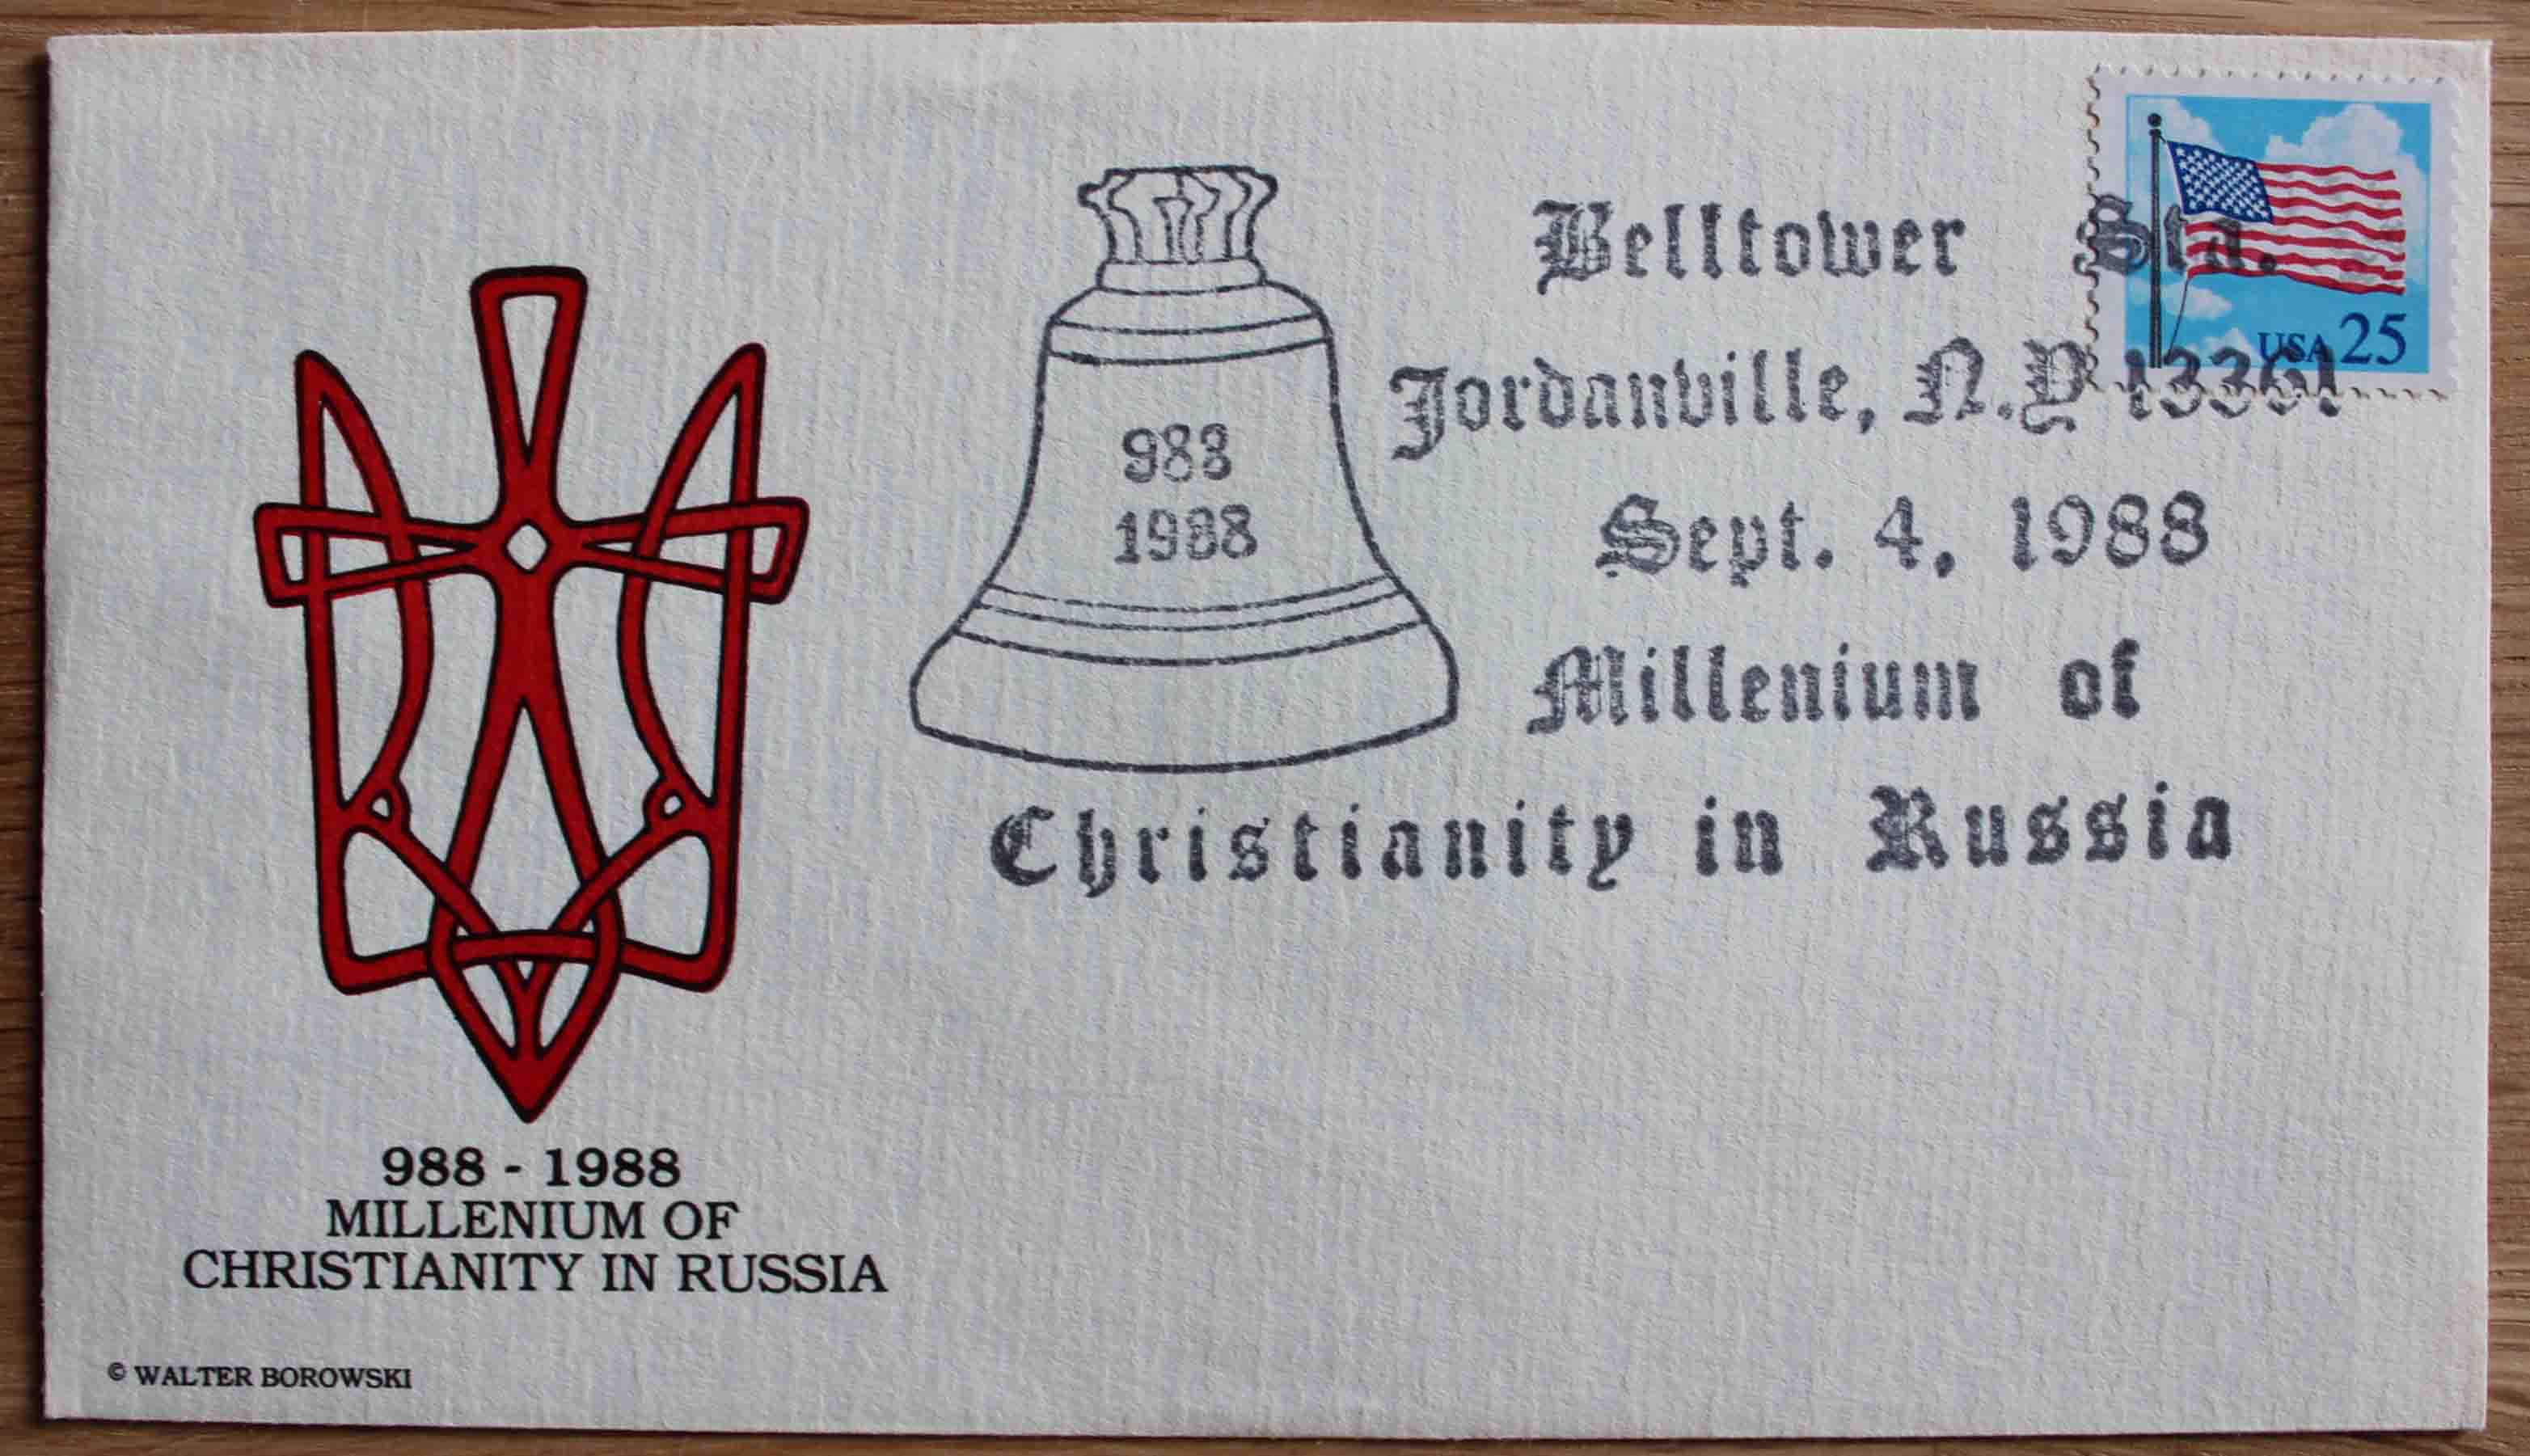 USA 25
Belltower Sta.
Jordanville, N.Y 13361
Sept. 4, 1988
Millenium of
Christianity in Russia
988
1988
988 - 1988
MILLENIUM OF
CHRISTIANITY IN RUSSIA
© WALTER BOROWSKI